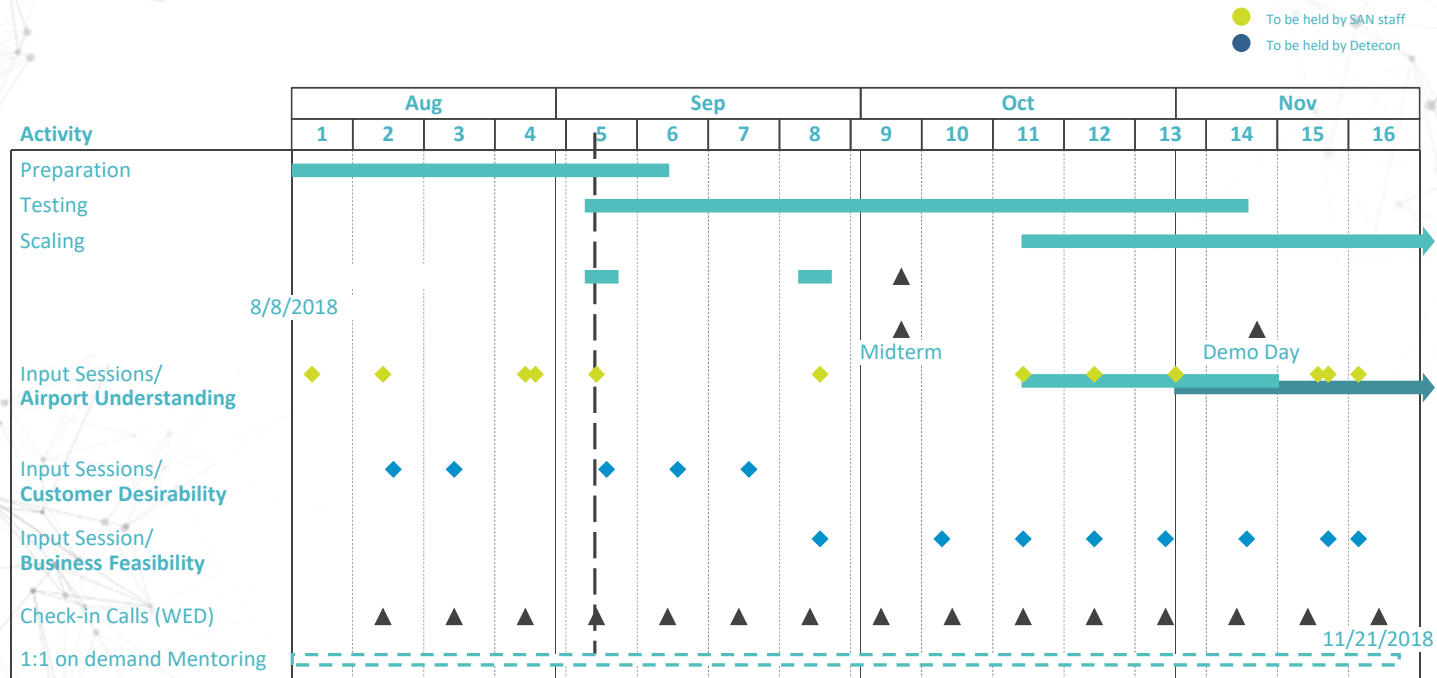 To be held by SAN staff
To be held by Detecon
Aug Sep Oct Nov
Activity 1 2 3 4 5 6 7 8 9 10 11 12 13 14 15 16
Preparation
Testing
Scaling
8/8/2018
Midterm Demo Day
Input Sessions/
Airport Understanding
Input Sessions/
Customer Desirability
Input Session/
Business Feasibility
Check-in Calls (WED)
11/21/2018
1:1 on demand Mentoring